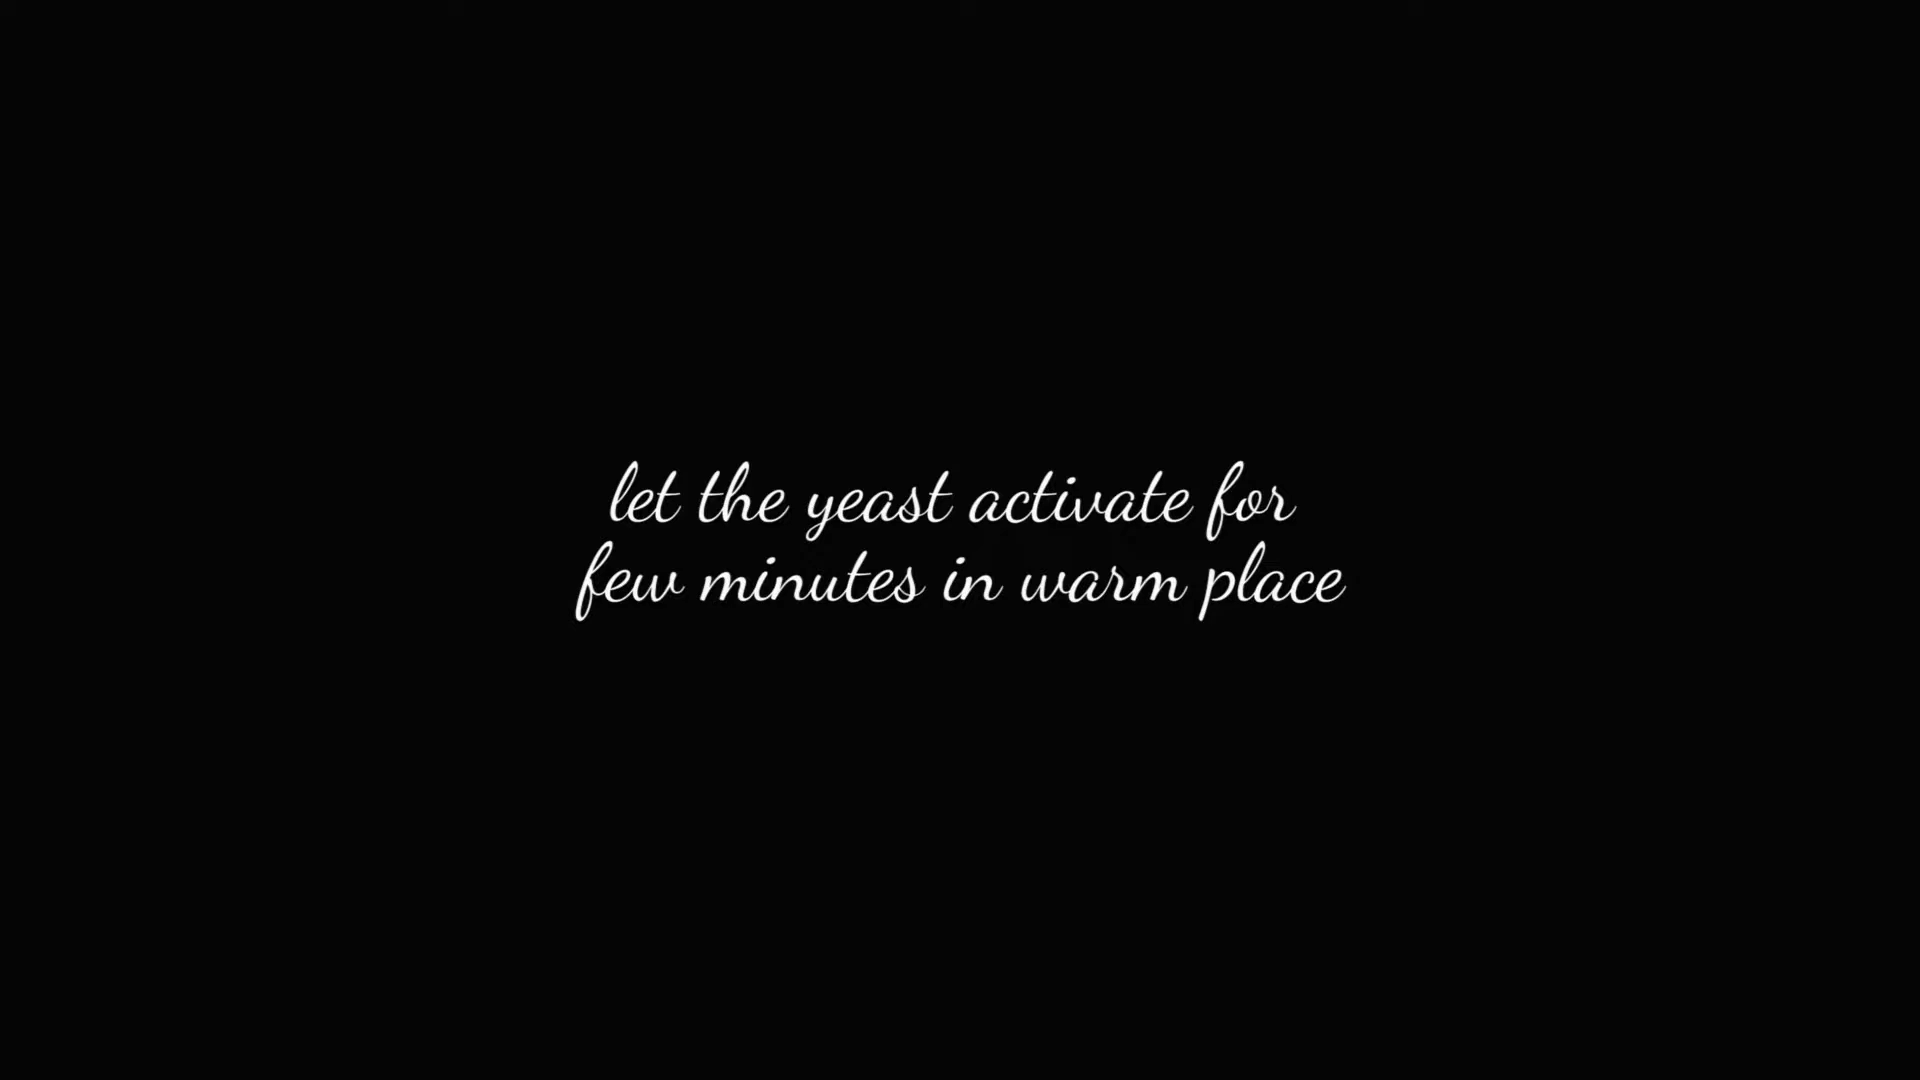 let the yeast activate for
few minutes in warm place